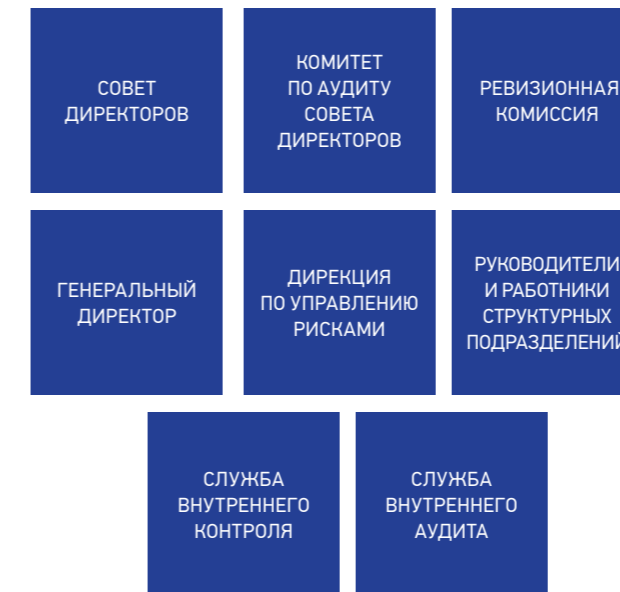 СОВЕТ
ДИРЕКТОРОВ
КОМИТЕТ
ПО АУДИТУ
СОВЕТА
ДИРЕКТОРОВ
РЕВИЗИОННАЯ
КОМИССИЯ
ГЕНЕРАЛЬНЫЙ
ДИРЕКТОР
ДИРЕКЦИЯ
ПО УПРАВЛЕНИЮ
РИСКАМИ
РУКОВОДИТЕЛИ
И РАБОТНИКИ
СТРУКТУРНЫХ
ПОДРАЗДЕЛЕНИЙ
СЛУЖБА
ВНУТРЕННЕГО
КОНТРОЛЯ
СЛУЖБА
ВНУТРЕННЕГО
АУДИТА